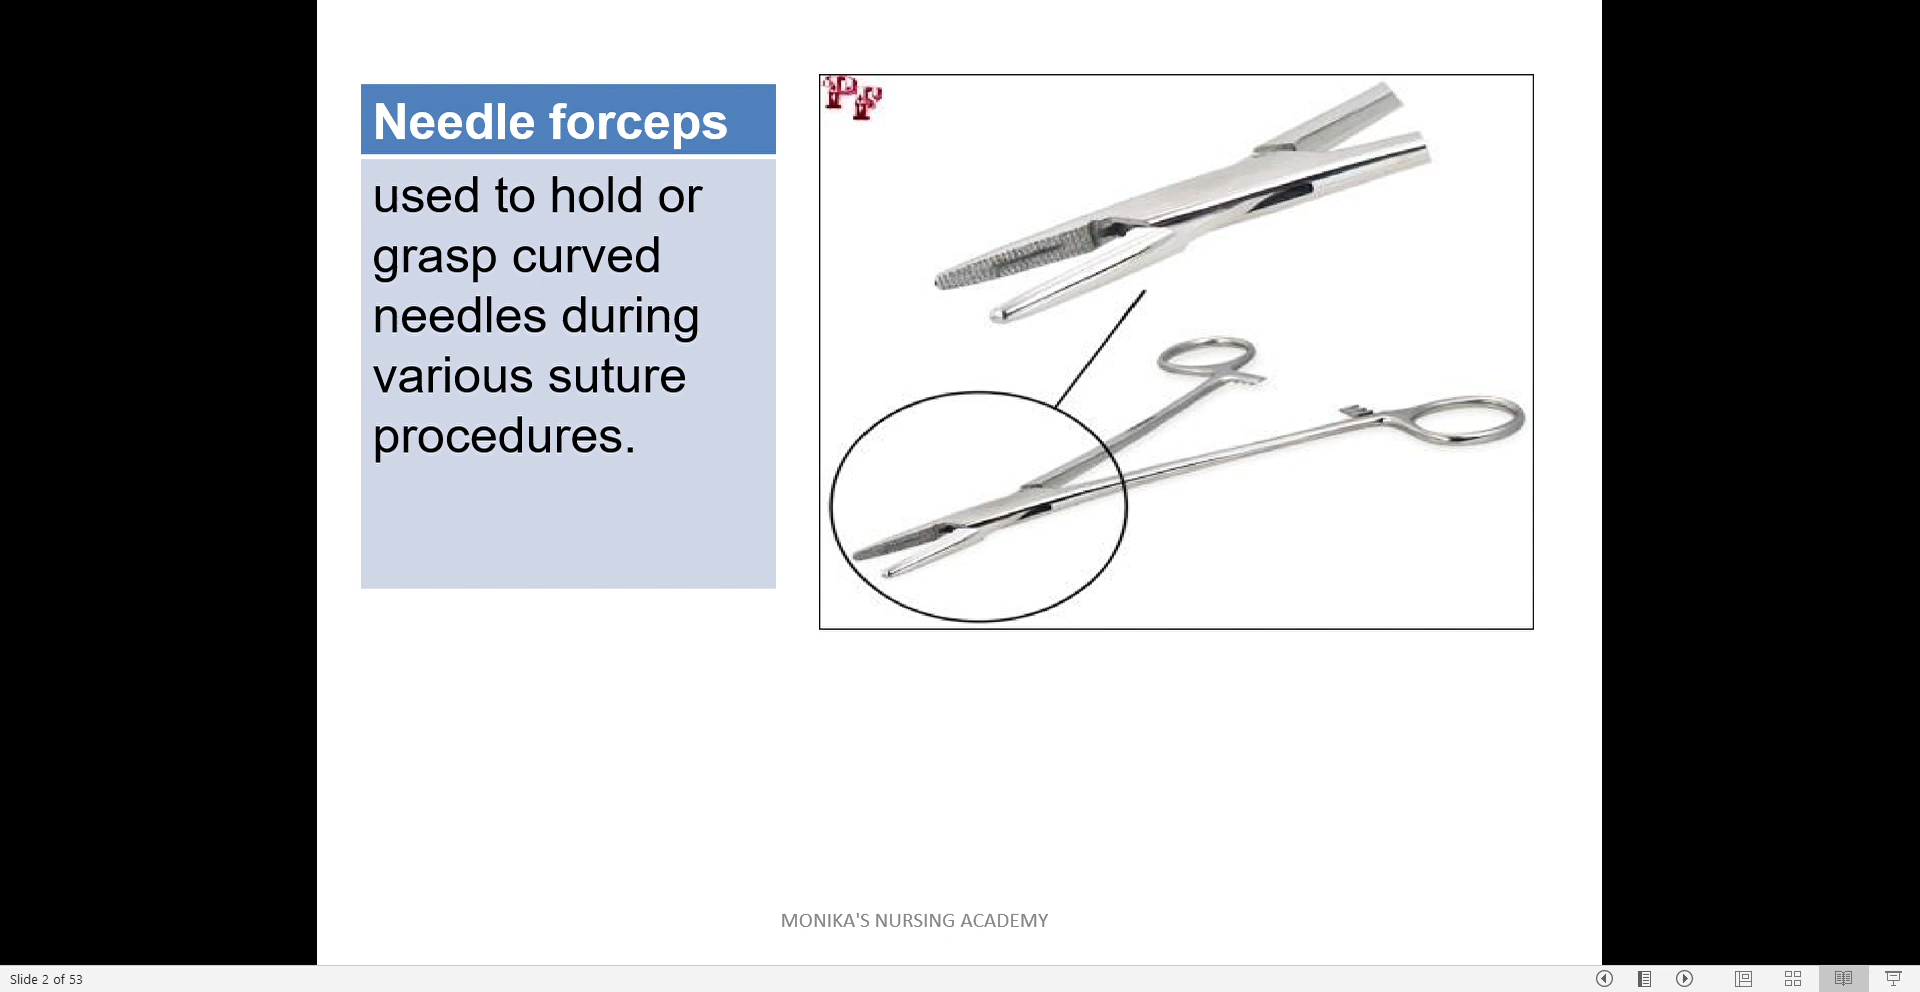 Needle forceps
used to hold or
grasp curved
needles during
various suture
procedures.
MONIKA'S NURSING ACADEMY
Slide 2 of 53